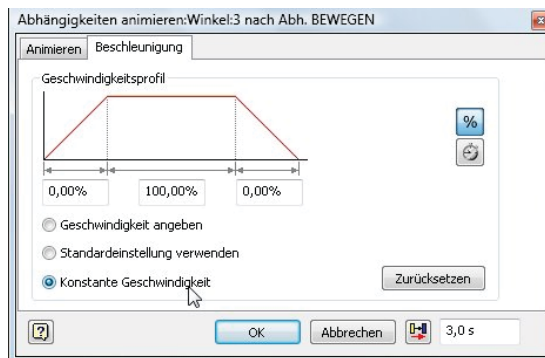 Abhängigkeiten animieren:Winkel:3 nach Abh. BEWEGEN
Animieren Beschleunigung
Geschwindigkeitsprofil
%
0,00% 100,00% 0,00%
Geschwindigkeit angeben
Standardeinstellung verwenden
Konstante Geschwindigkeit
Zurücksetzen
? OK Abbrechen 3,0 s